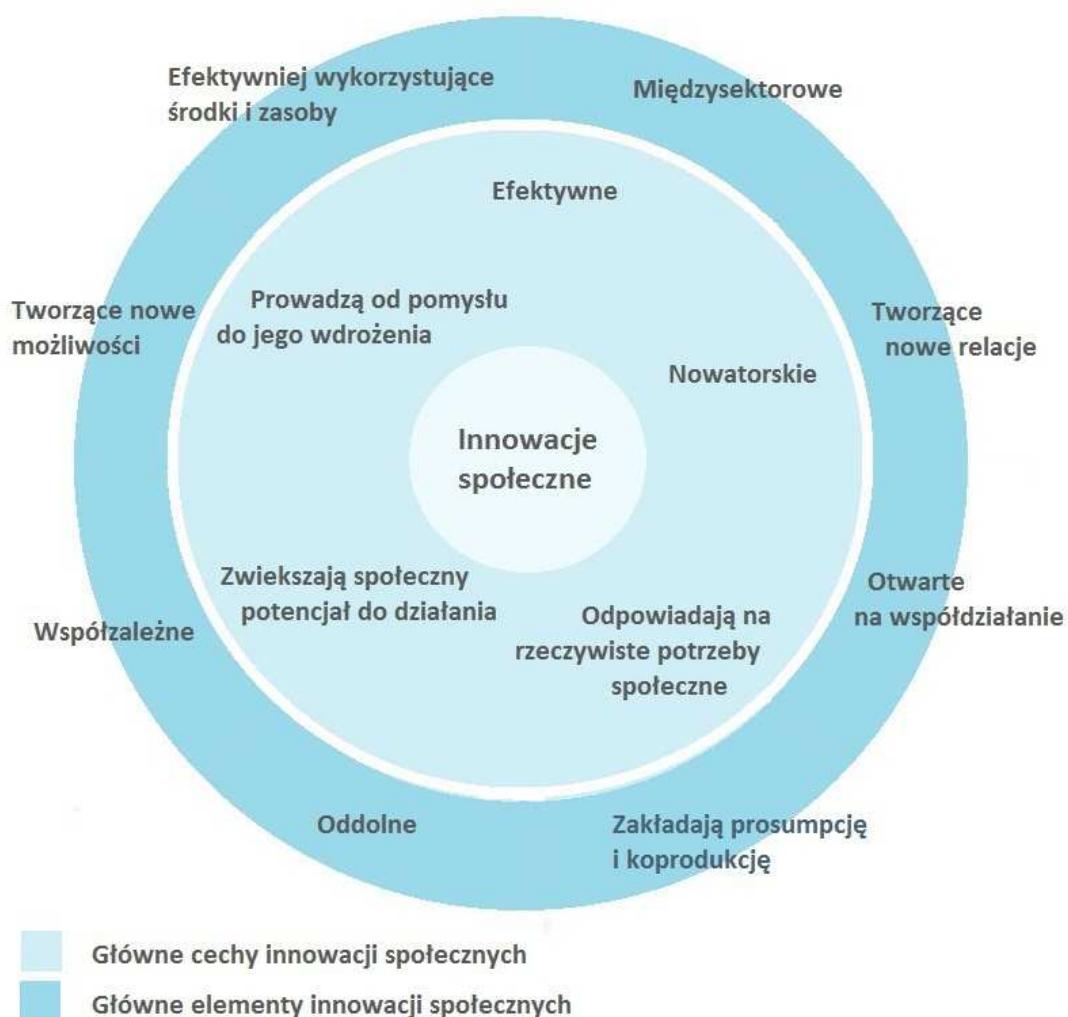 Efektywniej wykorzystujące
środki i zasoby
Międzysektorowe
Efektywne
Tworzące nowe
możliwości
Prowadzą od pomysłu
do jego wdrożenia
Tworzące
nowe relacje
Nowatorskie
Innowacje
społeczne
Zwiekszają społeczny
potencjał do działania
Otwarte
na współdziałanie
Współzależne
Odpowiadają na
rzeczywiste potrzeby
społeczne
Oddolne
Zakładają prosumpcję
i koprodukcję
Główne cechy innowacji społecznych
Główne elementy innowacji społecznych